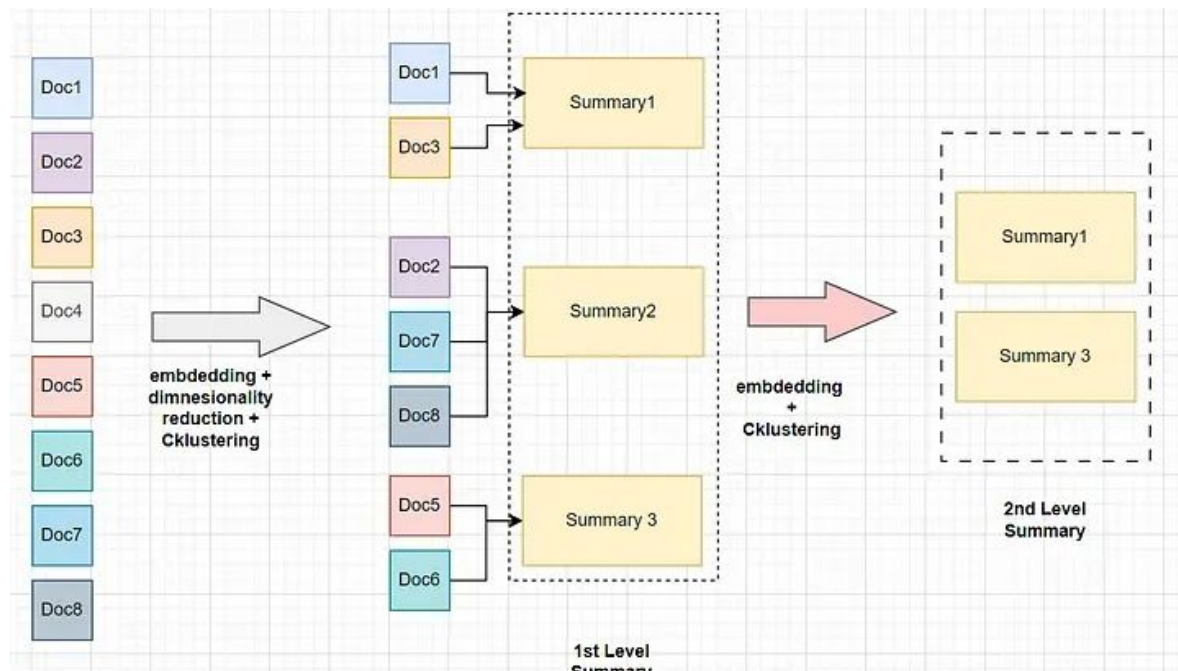 Doc1
Doc2
Doc3
Doc4
Doc5
Doc6
Doc7
Doc8
embdedding +
dimnesionality
reduction +
Cklustering
Doc1
Doc3
Doc2
Doc7
Doc8
Doc5
Doc6
Summary1
Summary2
Summary 3
1st Level
Summary
embdedding
+
Cklustering
Summary1
Summary 3
2nd Level
Summary